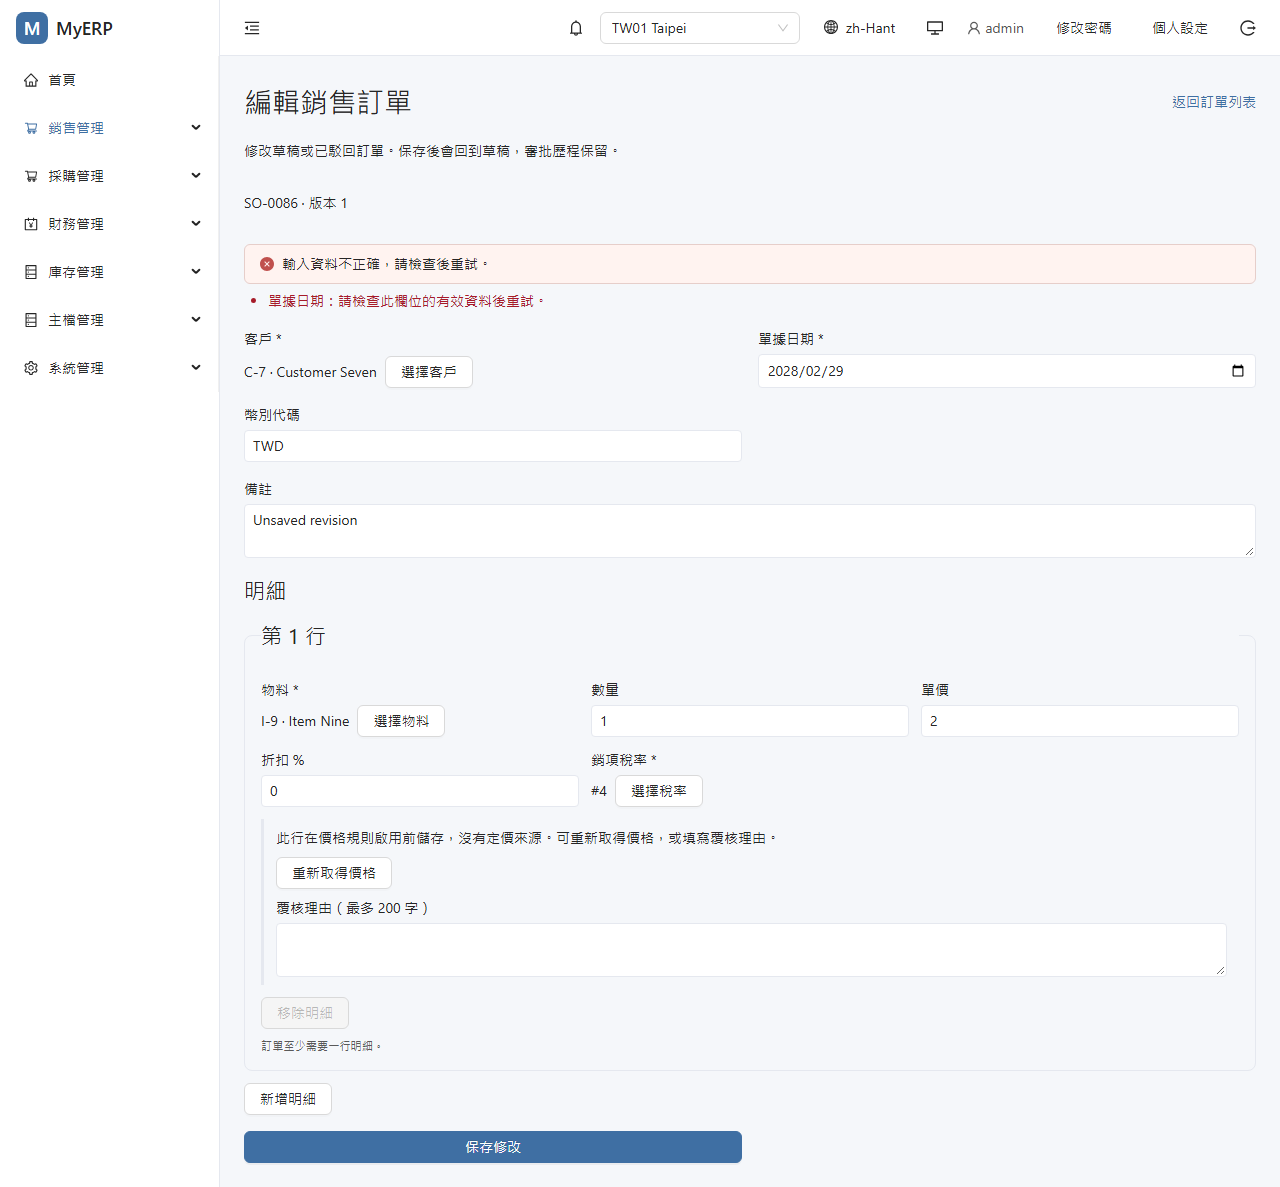 M MyERP
TW01 Taipei
zh-Hant
admin
修改密碼
個人設定
首頁
銷售管理
採購管理
財務管理
庫存管理
主檔管理
系統管理
編輯銷售訂單
返回訂單列表
修改草稿或已駁回訂單。保存後會回到草稿，審批歷程保留。
SO-0086 · 版本 1
輸入資料不正確，請檢查後重試。
單據日期：請檢查此欄位的有效資料後重試。
客戶 *
C-7 · Customer Seven
選擇客戶
單據日期 *
2028/02/29
幣別代碼
TWD
備註
Unsaved revision
明細
第 1 行
物料 *
I-9 · Item Nine
選擇物料
數量
1
單價
2
折扣 %
0
銷項稅率 *
#4
選擇稅率
此行在價格規則啟用前儲存，沒有定價來源。可重新取得價格，或填寫覆核理由。
重新取得價格
覆核理由（最多 200 字）
移除明細
訂單至少需要一行明細。
新增明細
保存修改